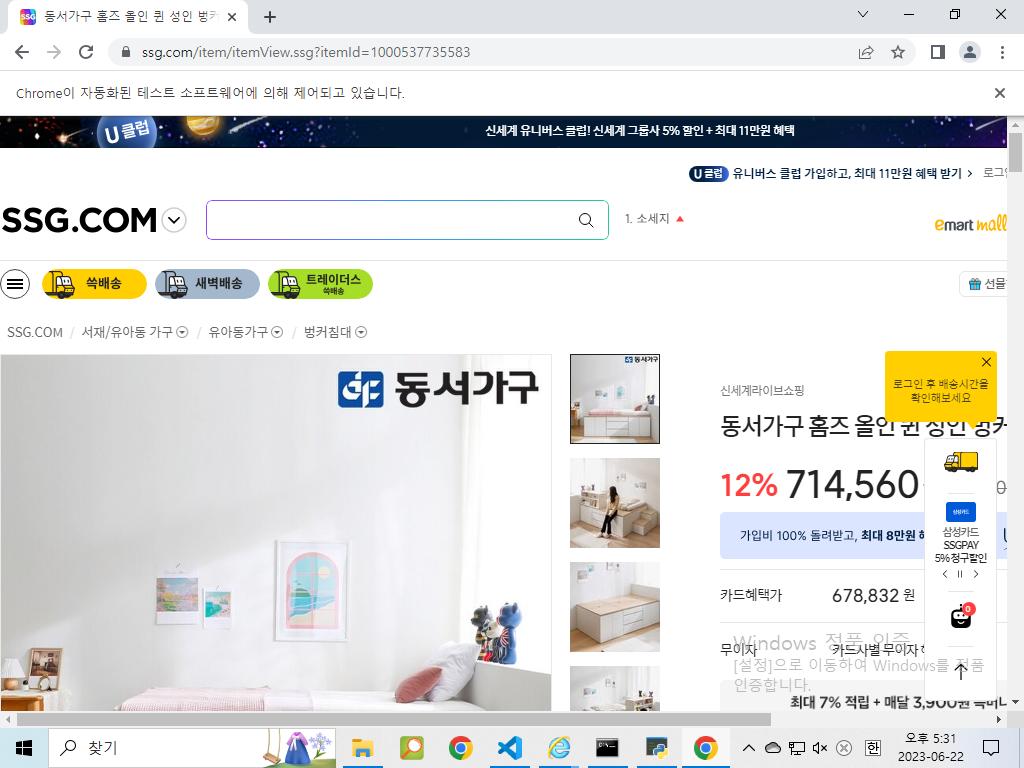 동서가구 홈즈 올인 퀸 성인 벙커
ssg.com/item/itemView.ssg?itemId=1000537735583
Chrome이 자동화된 테스트 소프트웨어에 의해 제어되고 있습니다.
U 클럽
신세계 유니버스 클럽! 신세계 그룹사 5% 할인 + 최대 11만원 혜택
U 클럽 유니버스 클럽 가입하고, 최대 11만원 혜택 받기 >
SSG.COM
1. 소세지
emart mall
쓱배송
새벽배송
트레이더스
쓱배송
선물
SSG.COM / 서재/유아동 가구 / 유아동가구 / 벙커침대
동서가구
동서가구
로그인 후 배송시간을
확인해보세요
신세계라이브쇼핑
동서가구 홈즈 올인 퀸 성인 벙커
12% 714,560
가입비 100% 돌려받고, 최대 8만원
삼성카드
삼성카드
SSGPAY
5% 청구할인
카드혜택가 678,832 원
0
무이자 카드사별 무이자
Windows 정품 인증
[설정]으로 이동하여 Windows를 정품
인증합니다.
최대 7% 적립 + 매달 3,900원
찾기
오후 5:31
2023-06-22
한